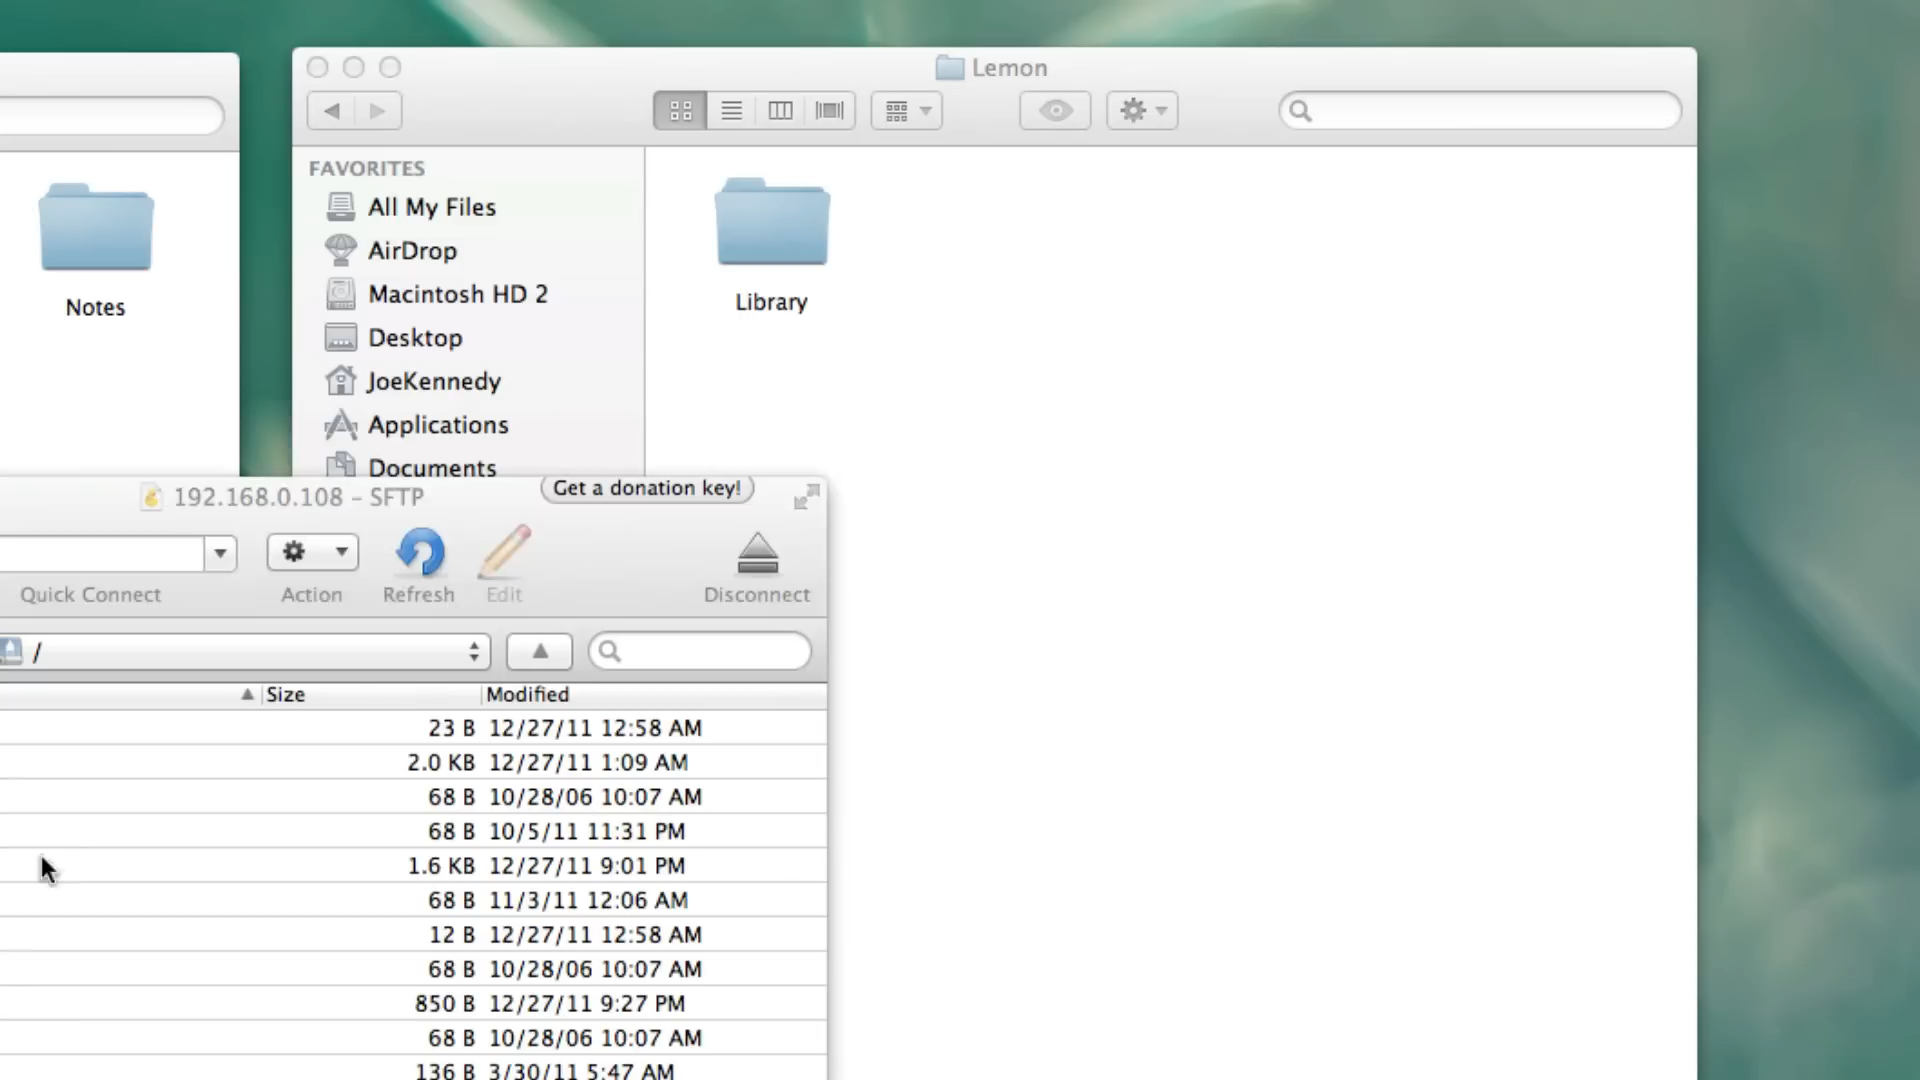 Lemon
FAVORITES
All My Files
AirDrop
Macintosh HD 2
Desktop
JoeKennedy
Applications
Documents
Library
Notes
192.168.0.108 – SFTP
Get a donation key!
Quick Connect
Action
Refresh
Edit
Disconnect
/
Size Modified
23 B 12/27/11 12:58 AM
2.0 KB 12/27/11 1:09 AM
68 B 10/28/06 10:07 AM
68 B 10/5/11 11:31 PM
1.6 KB 12/27/11 9:01 PM
68 B 11/3/11 12:06 AM
12 B 12/27/11 12:58 AM
68 B 10/28/06 10:07 AM
850 B 12/27/11 9:27 PM
68 B 10/28/06 10:07 AM
136 B 3/30/11 5:47 AM